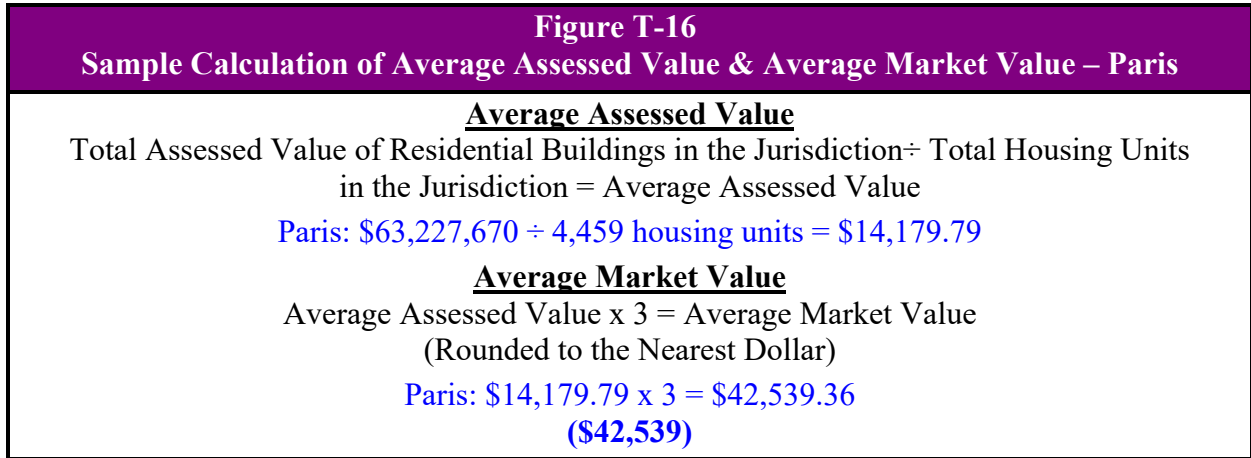 Figure T-16
Sample Calculation of Average Assessed Value & Average Market Value – Paris
Average Assessed Value
Total Assessed Value of Residential Buildings in the Jurisdiction÷ Total Housing Units
in the Jurisdiction = Average Assessed Value
Paris: $63,227,670 ÷ 4,459 housing units = $14,179.79
Average Market Value
Average Assessed Value x 3 = Average Market Value
(Rounded to the Nearest Dollar)
Paris: $14,179.79 x 3 = $42,539.36
($42,539)